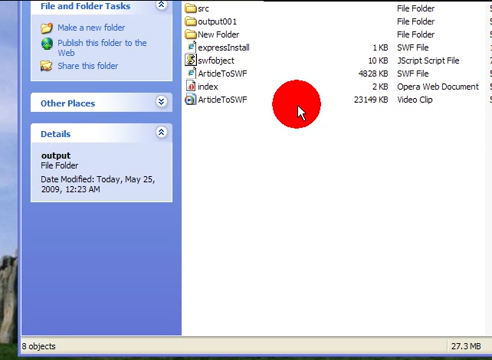 File and Folder Tasks
Make a new folder
Publish this folder to the
Web
Share this folder
Other Places
Details
output
File Folder
Date Modified: Today, May 25,
2009, 12:23 AM
src File Folder
output001 File Folder
New Folder File Folder
expressInstall 1 KB SWF File
swfobject 10 KB JScript Script File
ArticleToSWF 4828 KB SWF File
index 2 KB Opera Web Document
ArticleToSWF 23149 KB Video Clip
8 objects 27.3 MB